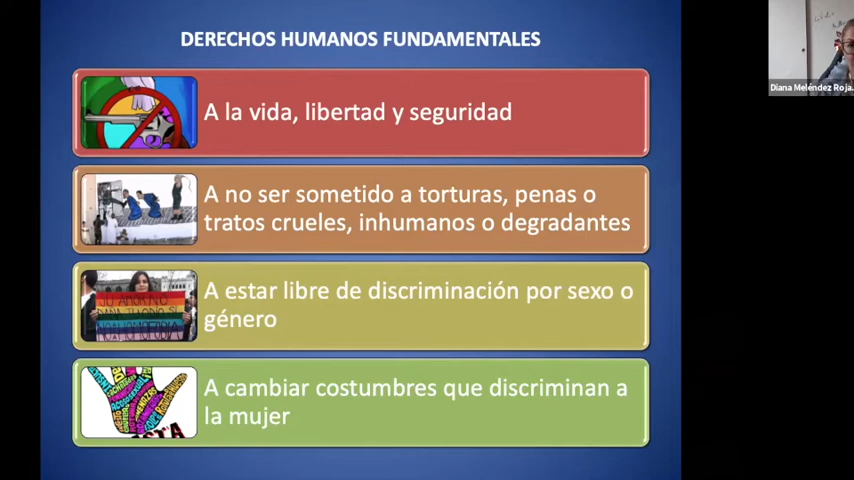 DERECHOS HUMANOS FUNDAMENTALES
A la vida, libertad y seguridad
A no ser sometido a torturas, penas o
tratos crueles, inhumanos o degradantes
A estar libre de discriminación por sexo o
género
A cambiar costumbres que discriminan a
la mujer
Diana Meléndez Roja..